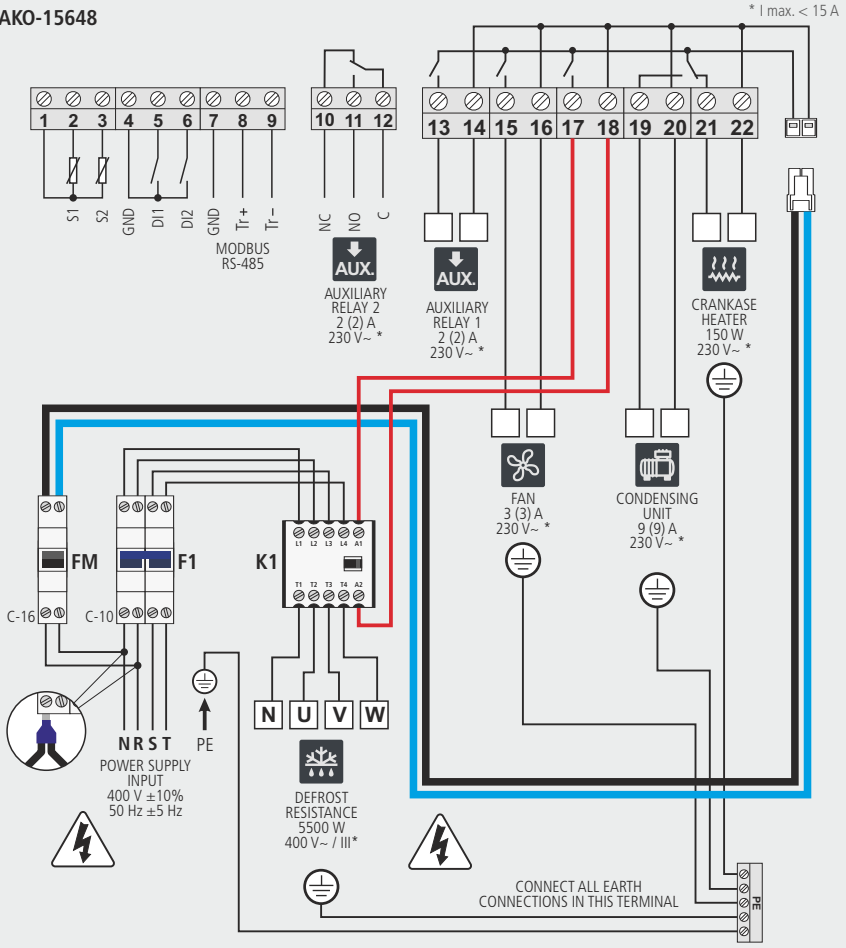 AKO-15648
* I max. < 15 A
1 2 3 4 5 6 7 8 9
10 11 12
13 14 15 16 17 18 19 20 21 22
S1
S2
GND
DI1
DI2
GND
Tr+
Tr−
MODBUS
RS-485
NC
NO
C
AUX.
AUXILIARY
RELAY 2
2 (2) A
230 V~ *
AUX.
AUXILIARY
RELAY 1
2 (2) A
230 V~ *
CRANKASE
HEATER
150 W
230 V~ *
FAN
3 (3) A
230 V~ *
CONDENSING
UNIT
9 (9) A
230 V~ *
FM
F1
K1
L1 L2 L3 L4 A1
T1 T2 T3 T4 A2
C-16
C-10
N R S T
PE
POWER SUPPLY
INPUT
400 V ±10%
50 Hz ±5 Hz
N U V W
DEFROST
RESISTANCE
5500 W
400 V~ / III*
CONNECT ALL EARTH
CONNECTIONS IN THIS TERMINAL
PE